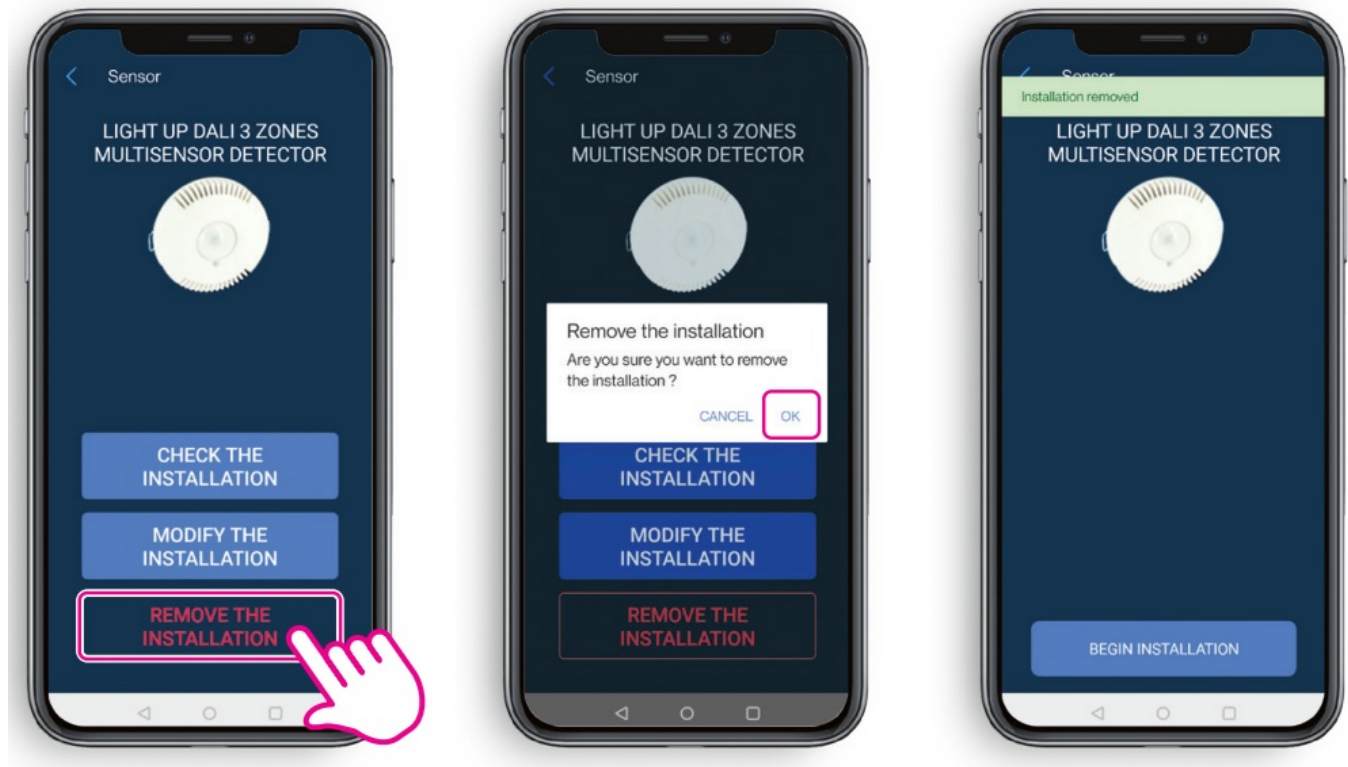 Sensor
LIGHT UP DALI 3 ZONES
MULTISENSOR DETECTOR
CHECK THE
INSTALLATION
MODIFY THE
INSTALLATION
REMOVE THE
INSTALLATION
Sensor
LIGHT UP DALI 3 ZONES
MULTISENSOR DETECTOR
Remove the installation
Are you sure you want to remove
the installation ?
CANCEL OK
CHECK THE
INSTALLATION
MODIFY THE
INSTALLATION
REMOVE THE
INSTALLATION
Sensor
Installation removed
LIGHT UP DALI 3 ZONES
MULTISENSOR DETECTOR
BEGIN INSTALLATION